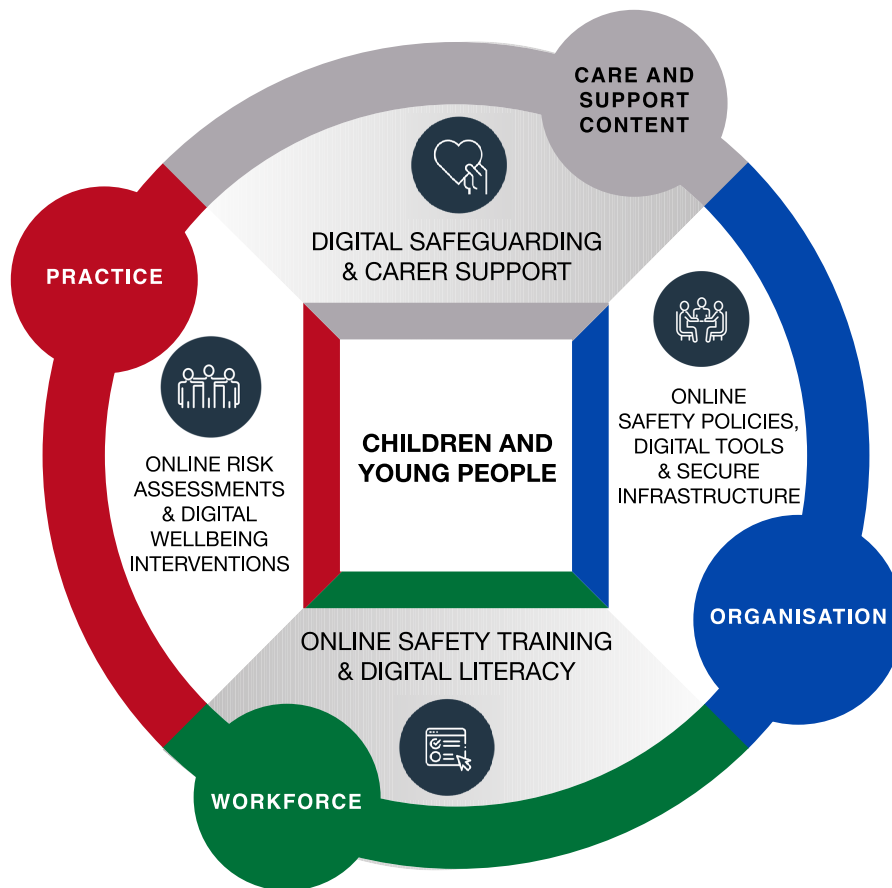 CARE AND
SUPPORT
CONTENT
DIGITAL SAFEGUARDING
& CARER SUPPORT
PRACTICE
ONLINE RISK
ASSESSMENTS
& DIGITAL
WELLBEING
INTERVENTIONS
CHILDREN AND
YOUNG PEOPLE
ONLINE
SAFETY POLICIES,
DIGITAL TOOLS
& SECURE
INFRASTRUCTURE
ORGANISATION
ONLINE SAFETY TRAINING
& DIGITAL LITERACY
WORKFORCE